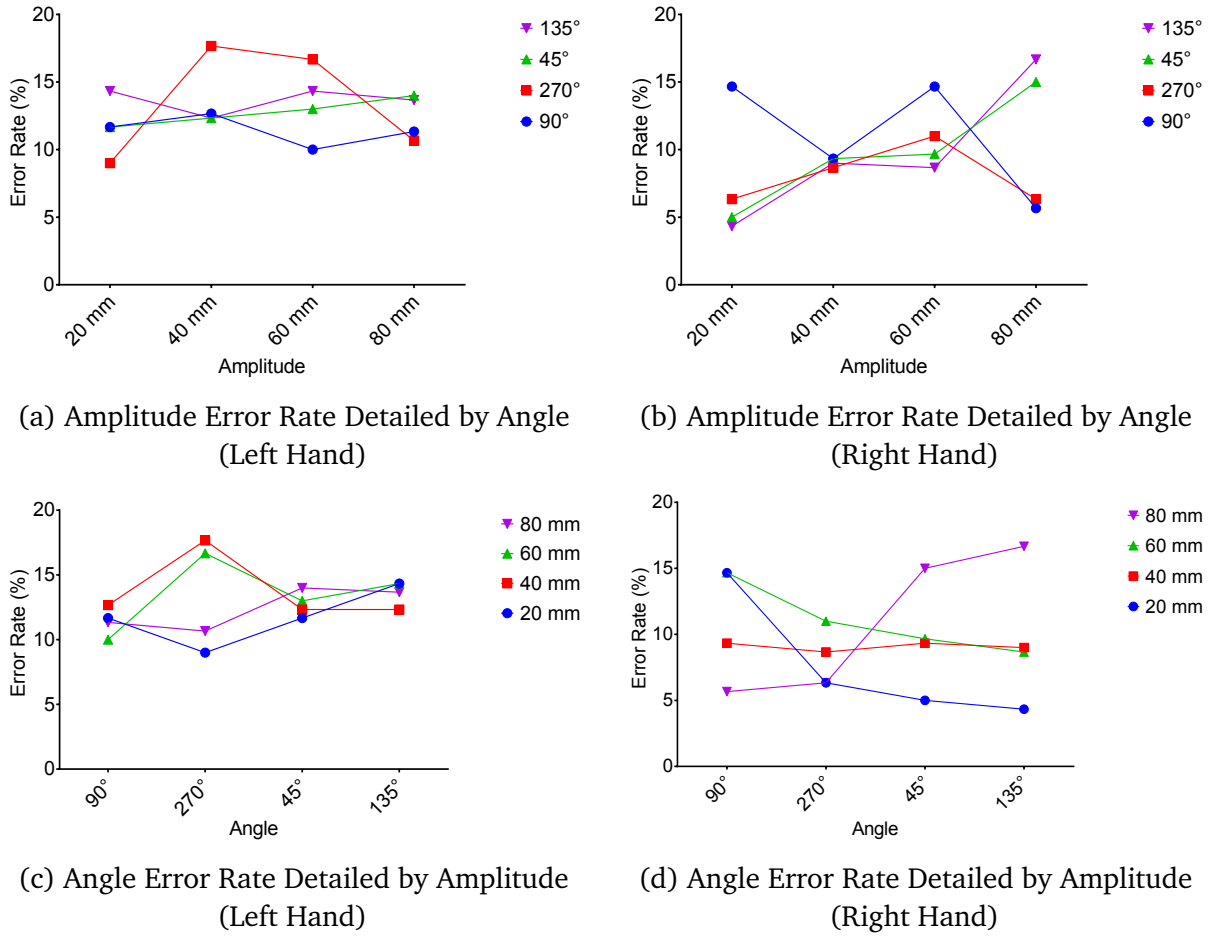 20
15
10
5
0
Error Rate (%)
20 mm
40 mm
60 mm
80 mm
Amplitude
135°
45°
270°
90°
(a) Amplitude Error Rate Detailed by Angle
(Left Hand)
20
15
10
5
0
Error Rate (%)
20 mm
40 mm
60 mm
80 mm
Amplitude
135°
45°
270°
90°
(b) Amplitude Error Rate Detailed by Angle
(Right Hand)
20
15
10
5
0
Error Rate (%)
90°
270°
45°
135°
Angle
80 mm
60 mm
40 mm
20 mm
(c) Angle Error Rate Detailed by Amplitude
(Left Hand)
20
15
10
5
0
Error Rate (%)
90°
270°
45°
135°
Angle
80 mm
60 mm
40 mm
20 mm
(d) Angle Error Rate Detailed by Amplitude
(Right Hand)